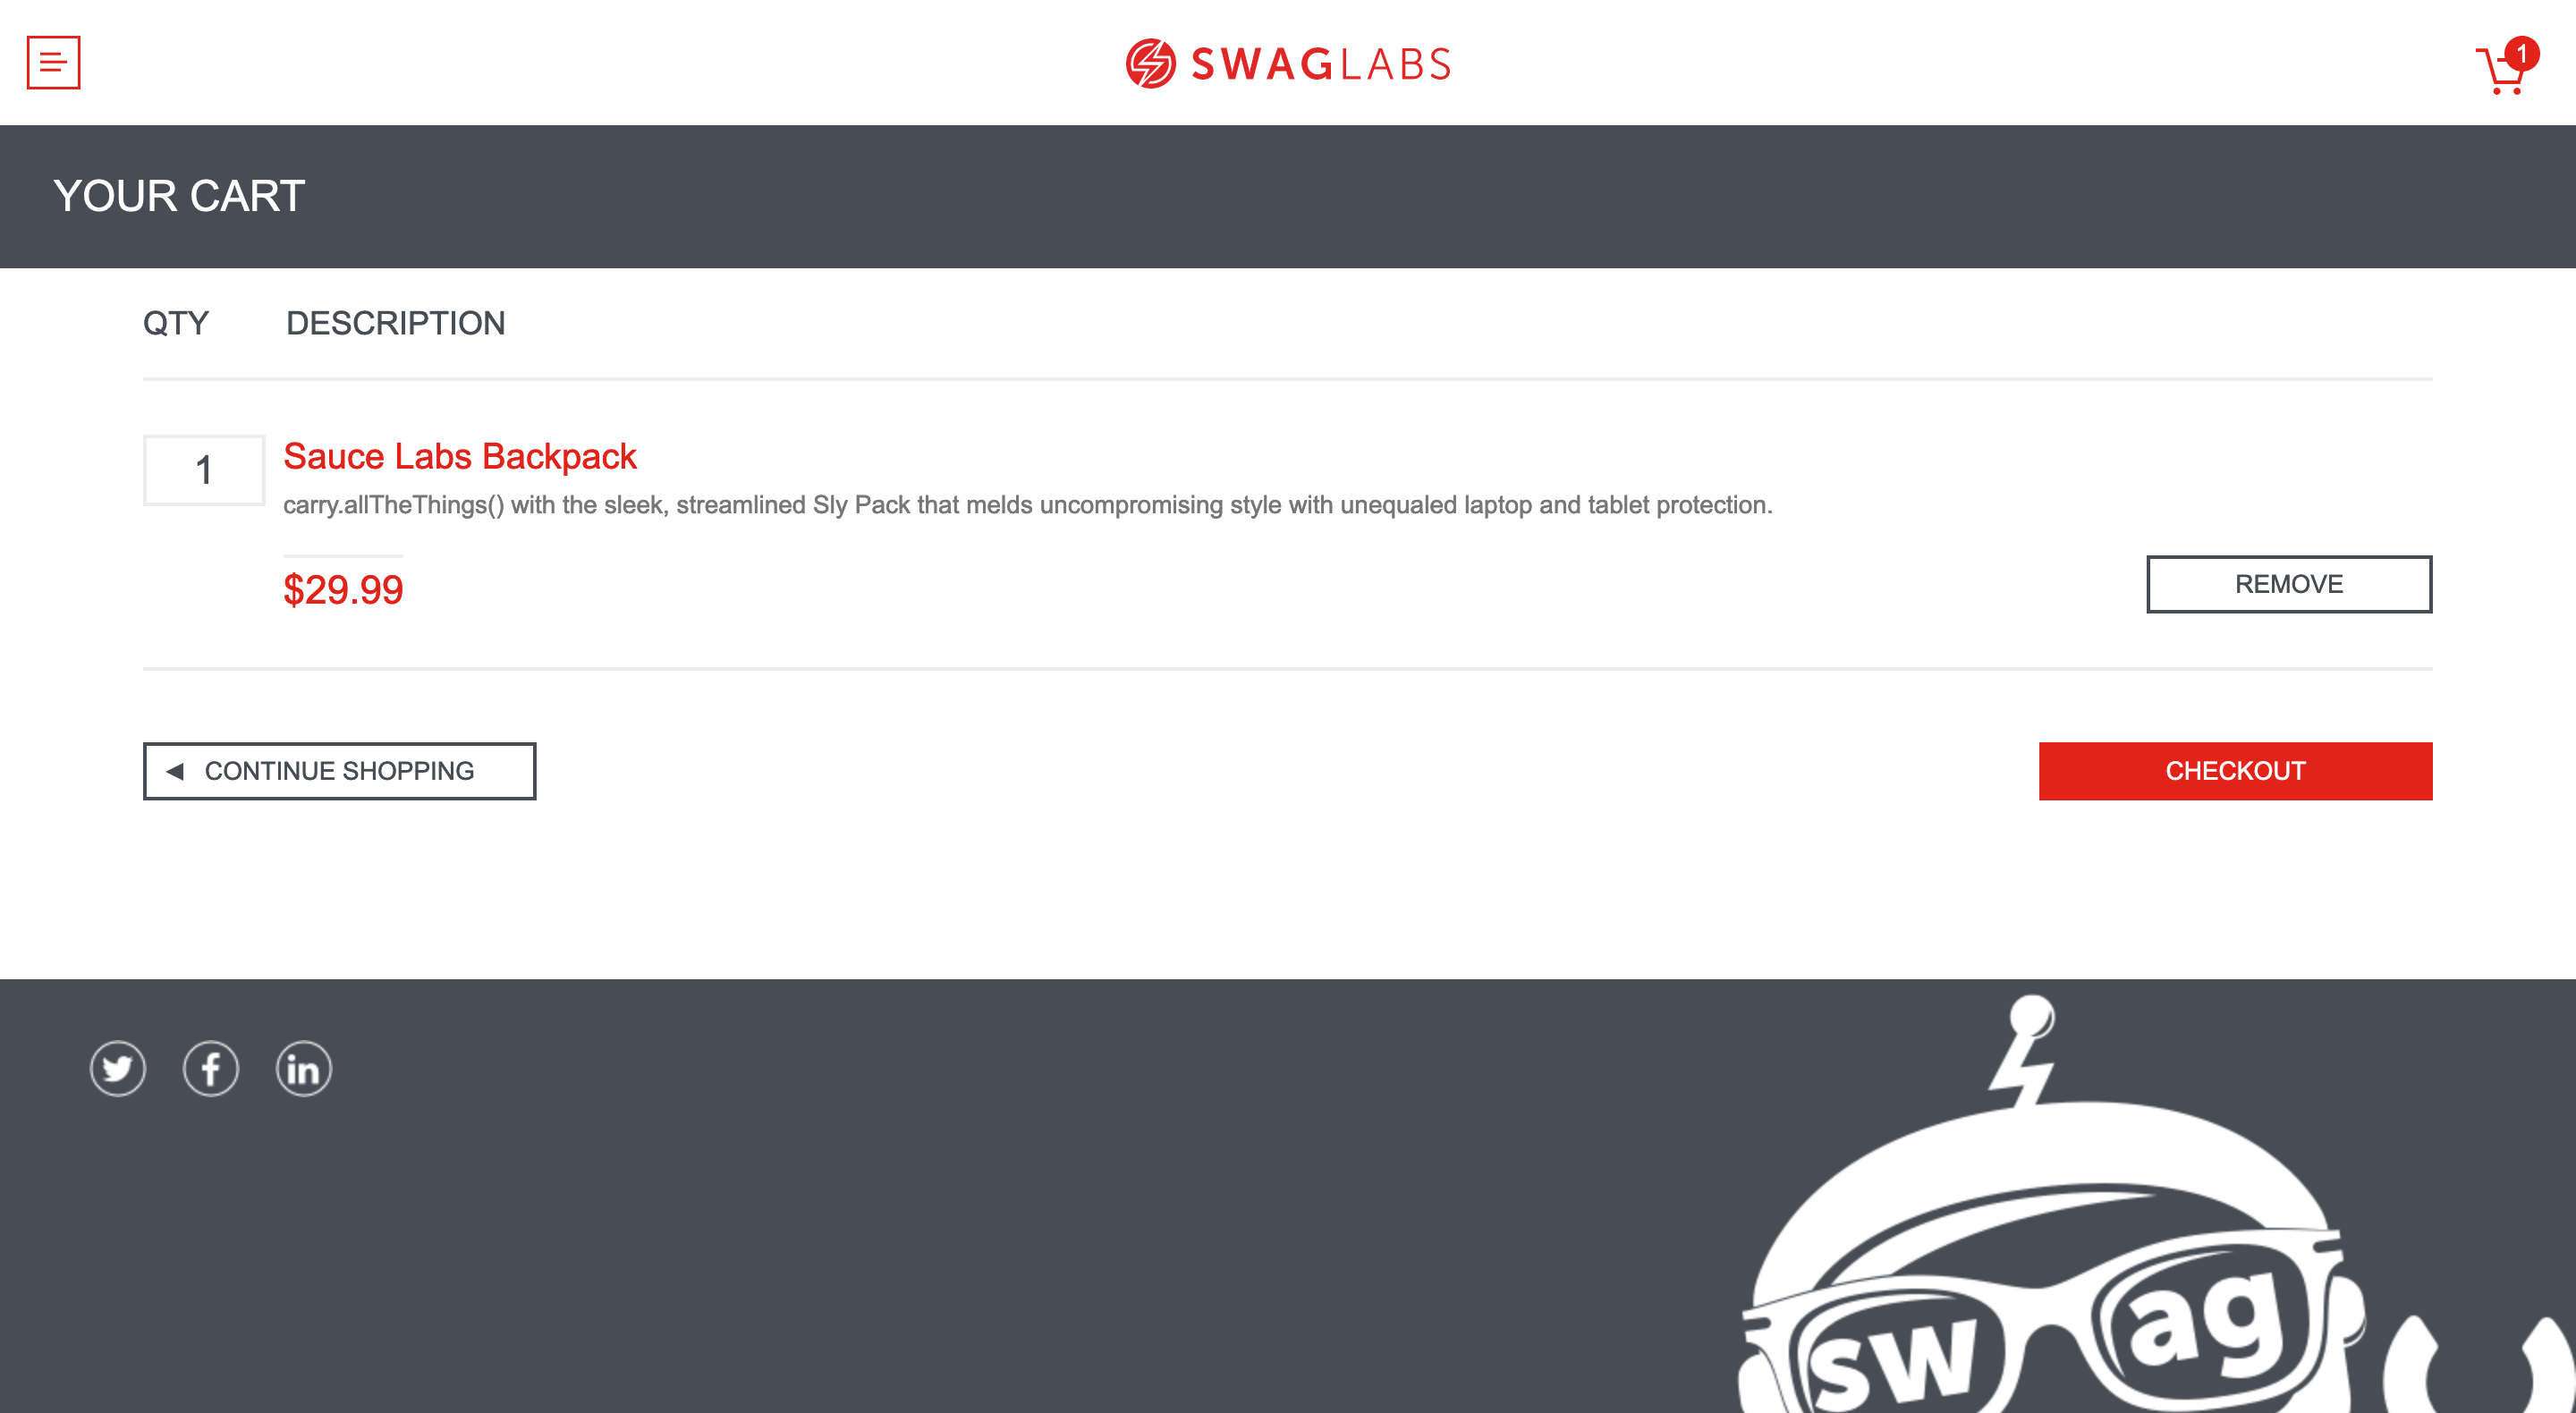 SWAGLABS
1
YOUR CART
QTY DESCRIPTION
1
Sauce Labs Backpack
carry.allTheThings() with the sleek, streamlined Sly Pack that melds uncompromising style with unequaled laptop and tablet protection.
$29.99
REMOVE
CONTINUE SHOPPING
CHECKOUT
in
sw ag